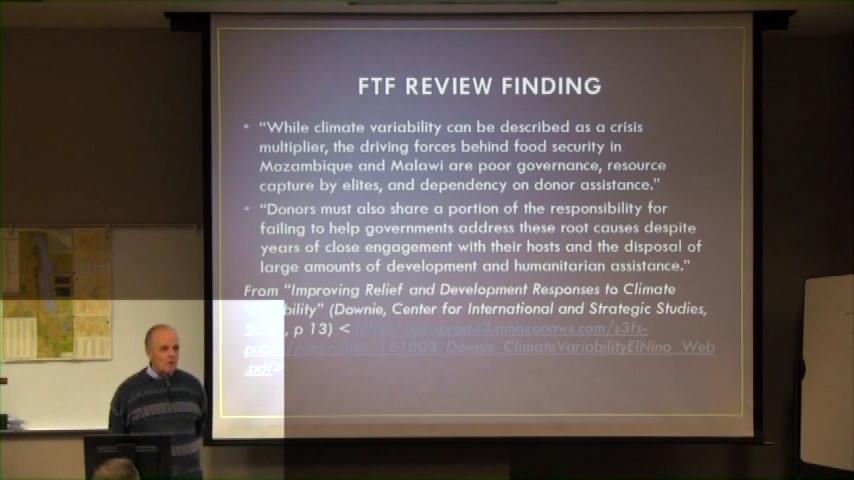 FTF REVIEW FINDING
• "While climate variability can be described as a crisis
multiplier, the driving forces behind food security in
Mozambique and Malawi are poor governance, resource
capture by elites, and dependency on donor assistance."
• "Donors must also share a portion of the responsibility for
failing to help governments address these root causes despite
years of close engagement with their hosts and the disposal of
large amounts of development and humanitarian assistance."
From "Improving Relief and Development Responses to Climate
(Downie, Center for International and Strategic Studies,
p 13) <
Downie_ClimateVariabilityElNino_Web
.pdf>